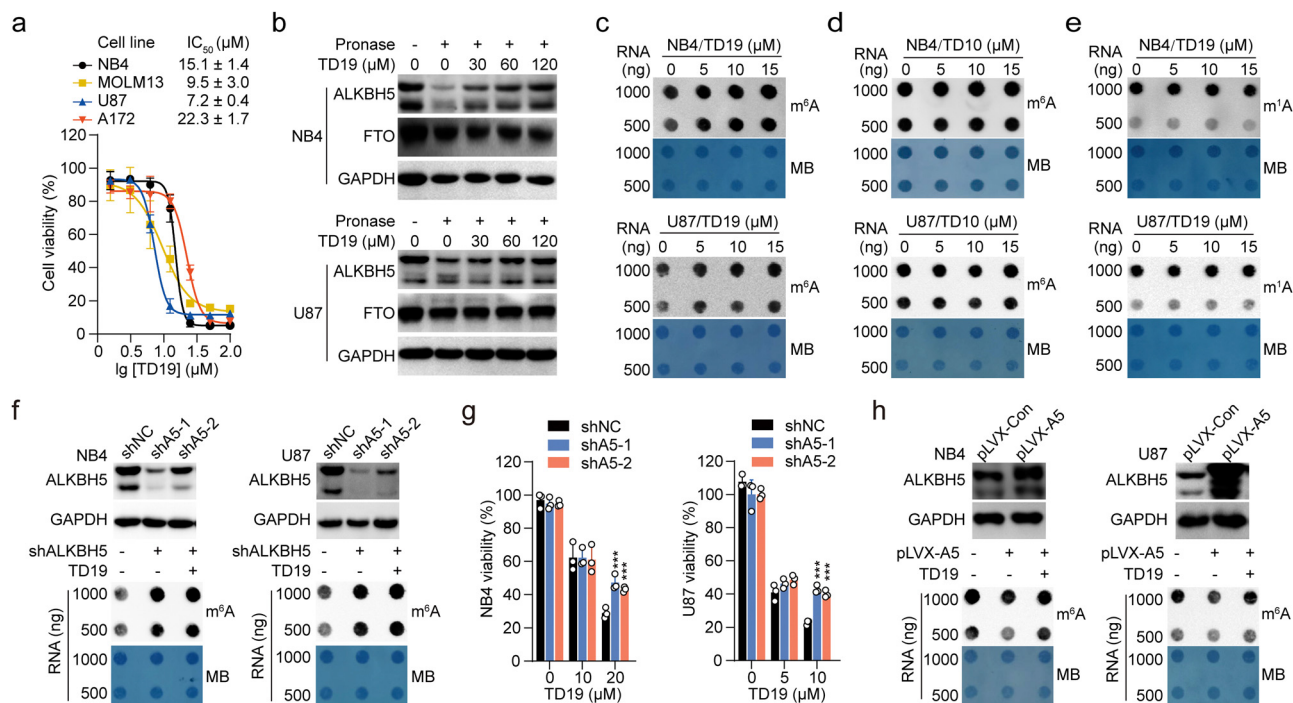 a
Cell line IC50 (μM)
NB4 15.1 ± 1.4
MOLM13 9.5 ± 3.0
U87 7.2 ± 0.4
A172 22.3 ± 1.7
Cell viability (%)
120
100
80
60
40
20
0
0 0.5 1.0 1.5 2.0
lg [TD19] (μM)
b
Pronase - + + + +
TD19 (μM) 0 0 30 60 120
ALKBH5
NB4 FTO
GAPDH
Pronase - + + + +
TD19 (μM) 0 0 30 60 120
ALKBH5
U87 FTO
GAPDH
c
RNA (ng) NB4/TD19 (μM)
0 5 10 15
1000
500
m⁶A
1000
500
MB
RNA (ng) U87/TD19 (μM)
0 5 10 15
1000
500
m⁶A
1000
500
MB
d
RNA (ng) NB4/TD10 (μM)
0 5 10 15
1000
500
m⁶A
1000
500
MB
RNA (ng) U87/TD10 (μM)
0 5 10 15
1000
500
m⁶A
1000
500
MB
e
RNA (ng) NB4/TD19 (μM)
0 5 10 15
1000
500
m¹A
1000
500
MB
RNA (ng) U87/TD19 (μM)
0 5 10 15
1000
500
m¹A
1000
500
MB
f
NB4 shNC shA5-1 shA5-2
ALKBH5
GAPDH
shALKBH5 - + +
TD19 - - +
RNA (ng)
1000
500
m⁶A
1000
500
MB
U87 shNC shA5-1 shA5-2
ALKBH5
GAPDH
shALKBH5 - + +
TD19 - - +
RNA (ng)
1000
500
m⁶A
1000
500
MB
g
shNC
shA5-1
shA5-2
NB4 viability (%)
120
100
80
60
40
20
0
*** ***
0 10 20
TD19 (μM)
shNC
shA5-1
shA5-2
U87 viability (%)
120
100
80
60
40
20
0
*** ***
0 5 10
TD19 (μM)
h
NB4 pLVX-Con pLVX-A5
ALKBH5
GAPDH
pLVX-A5 - + +
TD19 - - +
RNA (ng)
1000
500
m⁶A
1000
500
MB
U87 pLVX-Con pLVX-A5
ALKBH5
GAPDH
pLVX-A5 - + +
TD19 - - +
RNA (ng)
1000
500
m⁶A
1000
500
MB